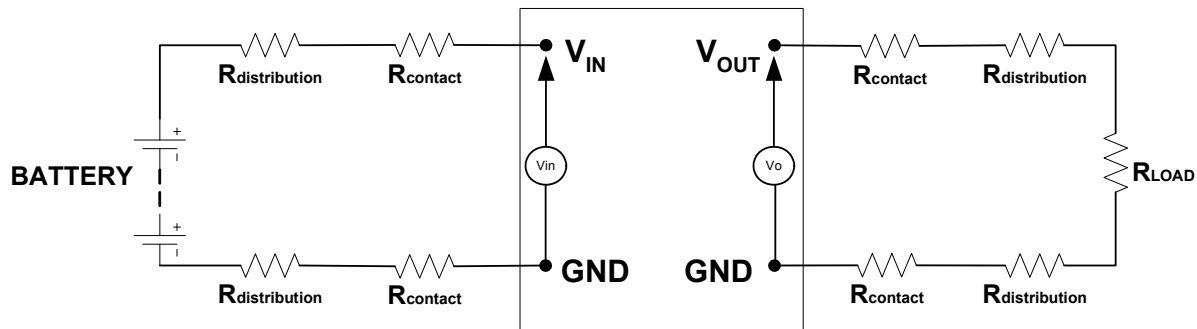 Rdistribution
Rcontact
VIN
VOUT
Rcontact
Rdistribution
+
–
BATTERY
Vin
Vo
RLOAD
+
–
Rdistribution
Rcontact
GND
GND
Rcontact
Rdistribution